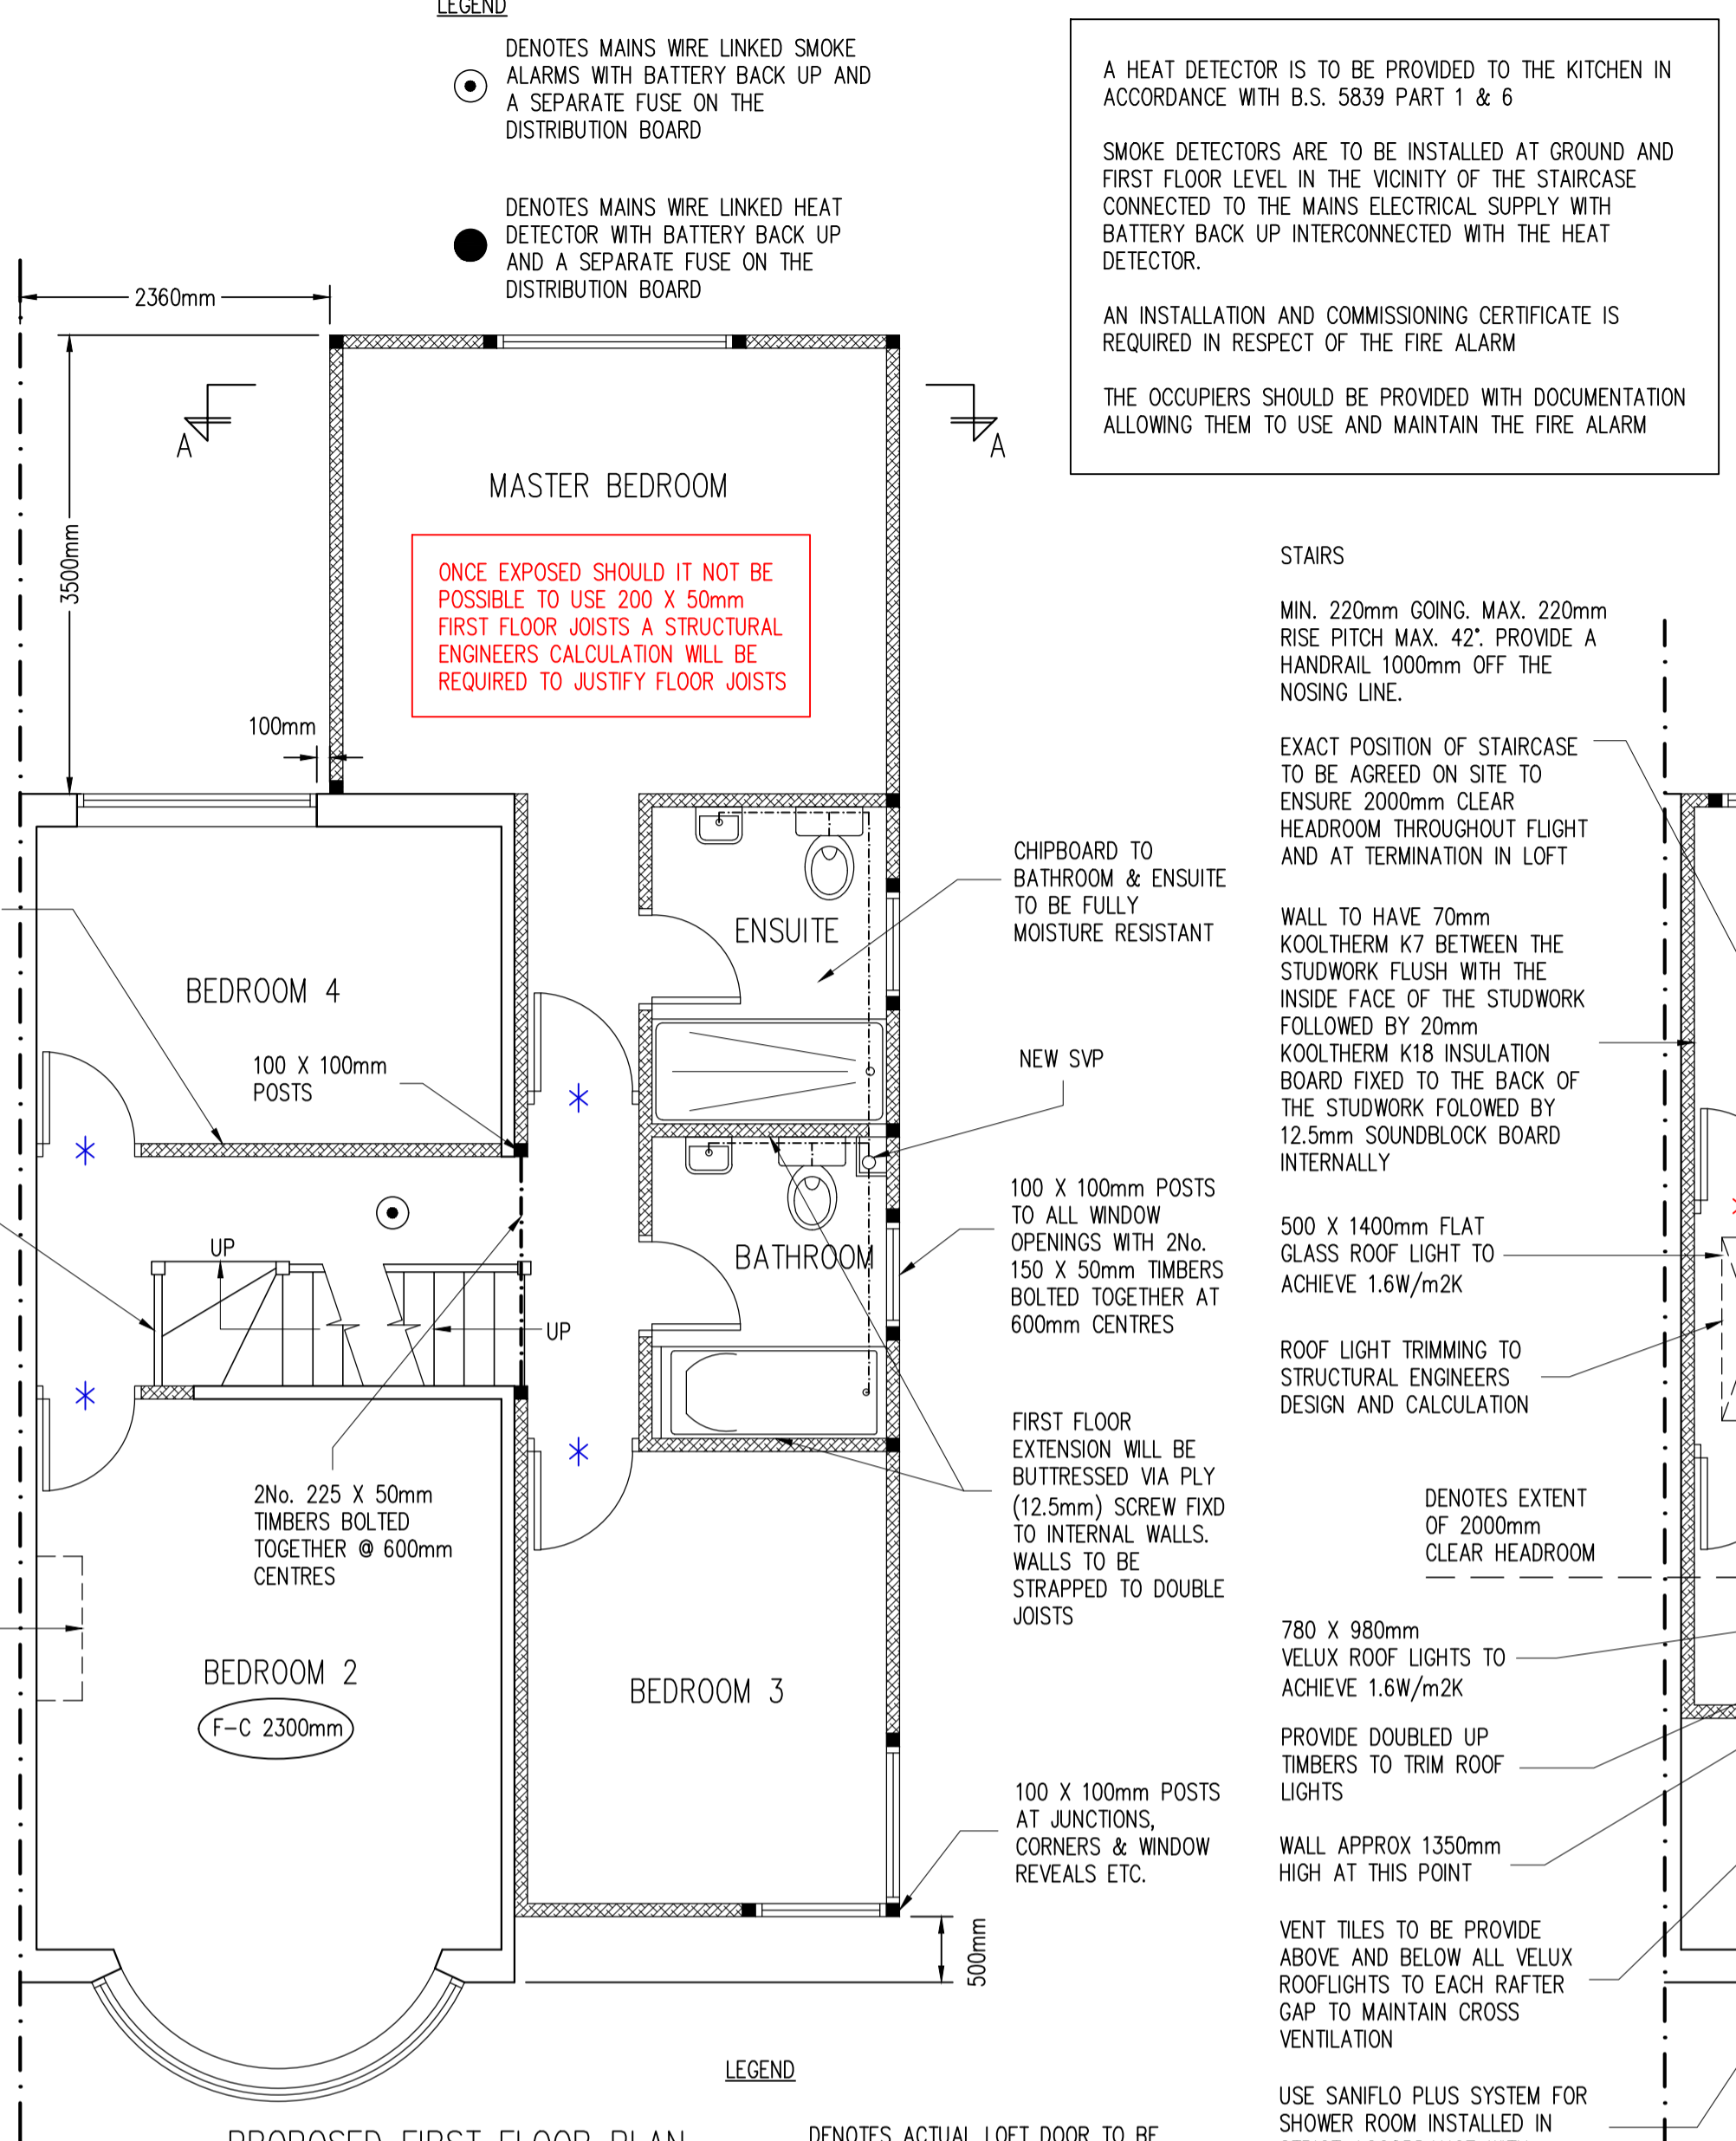 LEGEND
DENOTES MAINS WIRE LINKED SMOKE
ALARMS WITH BATTERY BACK UP AND
A SEPARATE FUSE ON THE
DISTRIBUTION BOARD
DENOTES MAINS WIRE LINKED HEAT
DETECTOR WITH BATTERY BACK UP
AND A SEPARATE FUSE ON THE
DISTRIBUTION BOARD
A HEAT DETECTOR IS TO BE PROVIDED TO THE KITCHEN IN
ACCORDANCE WITH B.S. 5839 PART 1 & 6
SMOKE DETECTORS ARE TO BE INSTALLED AT GROUND AND
FIRST FLOOR LEVEL IN THE VICINITY OF THE STAIRCASE
CONNECTED TO THE MAINS ELECTRICAL SUPPLY WITH
BATTERY BACK UP INTERCONNECTED WITH THE HEAT
DETECTOR.
AN INSTALLATION AND COMMISSIONING CERTIFICATE IS
REQUIRED IN RESPECT OF THE FIRE ALARM
THE OCCUPIERS SHOULD BE PROVIDED WITH DOCUMENTATION
ALLOWING THEM TO USE AND MAINTAIN THE FIRE ALARM
2360mm
3500mm
A
A
MASTER BEDROOM
ONCE EXPOSED SHOULD IT NOT BE
POSSIBLE TO USE 200 X 50mm
FIRST FLOOR JOISTS A STRUCTURAL
ENGINEERS CALCULATION WILL BE
REQUIRED TO JUSTIFY FLOOR JOISTS
100mm
BEDROOM 4
100 X 100mm
POSTS
ENSUITE
BATHROOM
UP
UP
2No. 225 X 50mm
TIMBERS BOLTED
TOGETHER @ 600mm
CENTRES
BEDROOM 2
F-C 2300mm
BEDROOM 3
500mm
CHIPBOARD TO
BATHROOM & ENSUITE
TO BE FULLY
MOISTURE RESISTANT
NEW SVP
100 X 100mm POSTS
TO ALL WINDOW
OPENINGS WITH 2No.
150 X 50mm TIMBERS
BOLTED TOGETHER AT
600mm CENTRES
FIRST FLOOR
EXTENSION WILL BE
BUTTRESSED VIA PLY
(12.5mm) SCREW FIXD
TO INTERNAL WALLS.
WALLS TO BE
STRAPPED TO DOUBLE
JOISTS
100 X 100mm POSTS
AT JUNCTIONS,
CORNERS & WINDOW
REVEALS ETC.
STAIRS
MIN. 220mm GOING. MAX. 220mm
RISE PITCH MAX. 42°. PROVIDE A
HANDRAIL 1000mm OFF THE
NOSING LINE.
EXACT POSITION OF STAIRCASE
TO BE AGREED ON SITE TO
ENSURE 2000mm CLEAR
HEADROOM THROUGHOUT FLIGHT
AND AT TERMINATION IN LOFT
WALL TO HAVE 70mm
KOOLTHERM K7 BETWEEN THE
STUDWORK FLUSH WITH THE
INSIDE FACE OF THE STUDWORK
FOLLOWED BY 20mm
KOOLTHERM K18 INSULATION
BOARD FIXED TO THE BACK OF
THE STUDWORK FOLOWED BY
12.5mm SOUNDBLOCK BOARD
INTERNALLY
500 X 1400mm FLAT
GLASS ROOF LIGHT TO
ACHIEVE 1.6W/m2K
ROOF LIGHT TRIMMING TO
STRUCTURAL ENGINEERS
DESIGN AND CALCULATION
DENOTES EXTENT
OF 2000mm
CLEAR HEADROOM
780 X 980mm
VELUX ROOF LIGHTS TO
ACHIEVE 1.6W/m2K
PROVIDE DOUBLED UP
TIMBERS TO TRIM ROOF
LIGHTS
WALL APPROX 1350mm
HIGH AT THIS POINT
VENT TILES TO BE PROVIDE
ABOVE AND BELOW ALL VELUX
ROOFLIGHTS TO EACH RAFTER
GAP TO MAINTAIN CROSS
VENTILATION
USE SANIFLO PLUS SYSTEM FOR
SHOWER ROOM INSTALLED IN
LEGEND
PROPOSED FIRST FLOOR PLAN
DENOTES ACTUAL LOFT DOOR TO BE